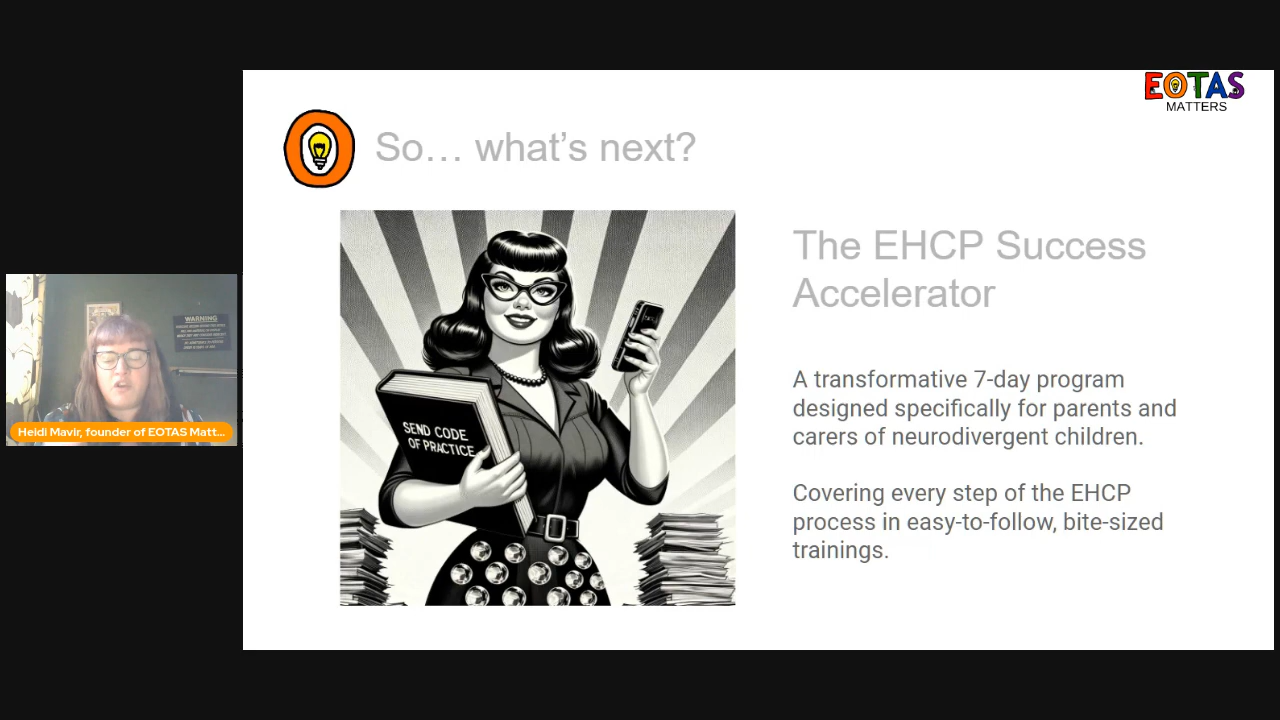 EOTAS
MATTERS
So… what's next?
The EHCP Success
Accelerator
SEND CODE
OF PRACTICE
A transformative 7-day program
designed specifically for parents and
carers of neurodivergent children.
Covering every step of the EHCP
process in easy-to-follow, bite-sized
trainings.
WARNING
Heidi Mavir, founder of EOTAS Matt...